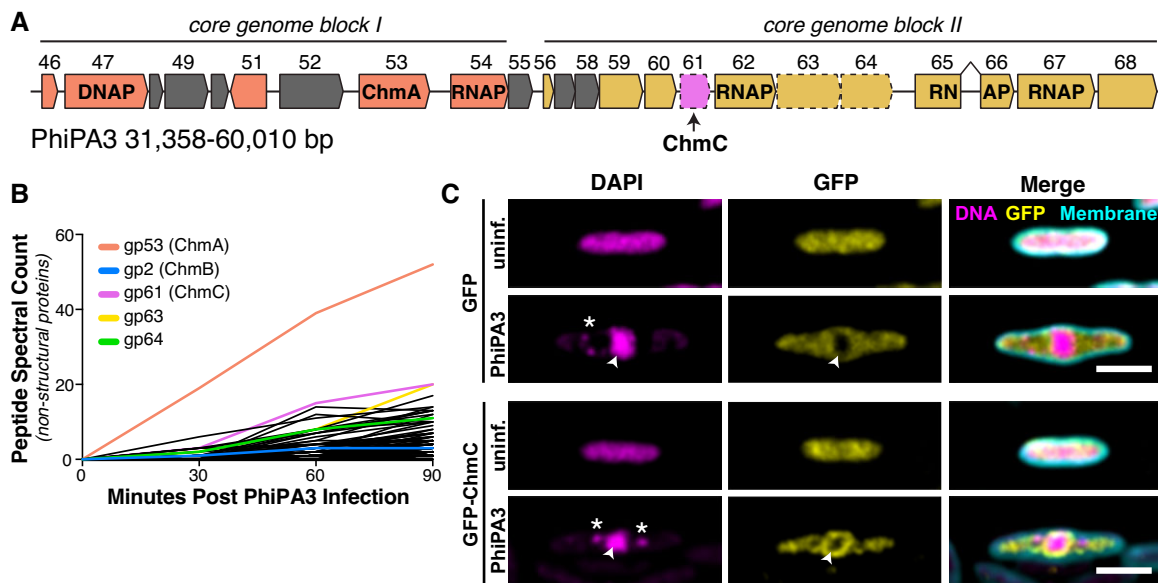 A
core genome block I
core genome block II
46 47 49 51 52 53 54 55 56 58 59 60 61 62 63 64 65 66 67 68
DNAP ChmA RNAP RNAP RN AP RNAP
PhiPA3 31,358-60,010 bp
ChmC
B
Peptide Spectral Count
(non-structural proteins)
60
40
20
0
gp53 (ChmA)
gp2 (ChmB)
gp61 (ChmC)
gp63
gp64
0 30 60 90
Minutes Post PhiPA3 Infection
C
DAPI GFP Merge
DNA GFP Membrane
GFP
uninf.
PhiPA3
*
GFP-ChmC
uninf.
PhiPA3
* *